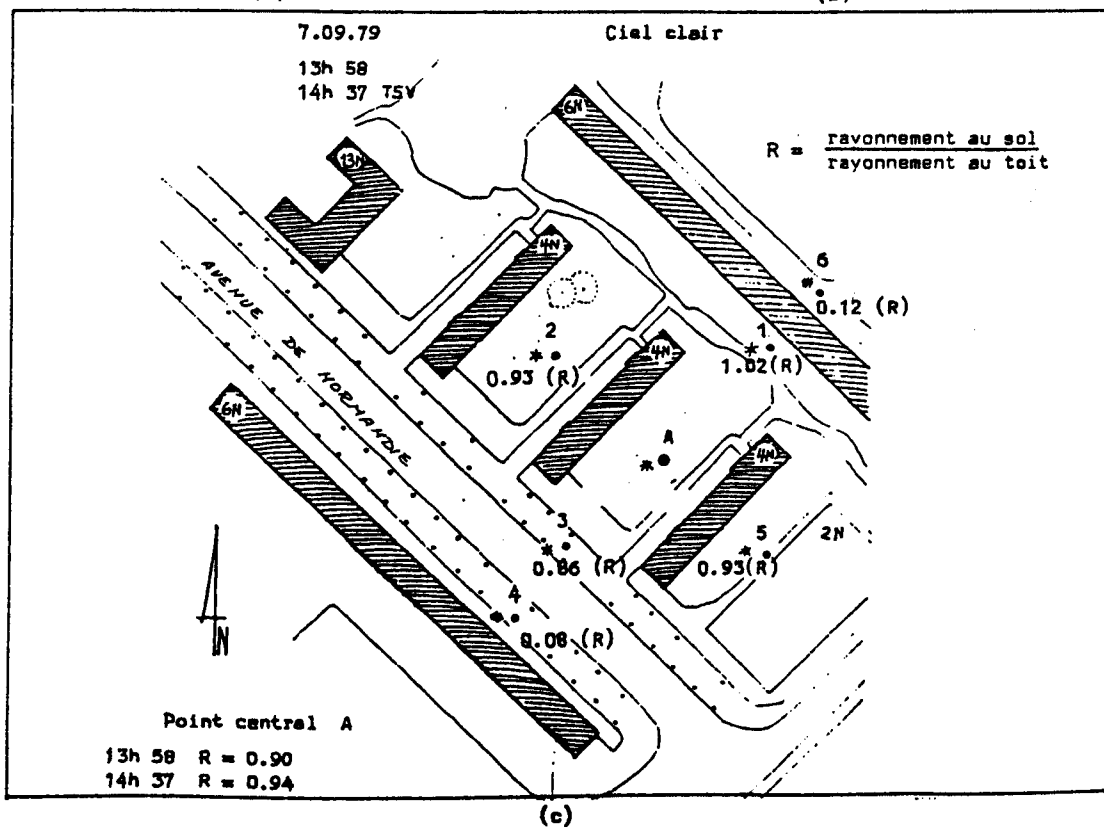 7.09.79
Ciel clair
13h 58
14h 37 TSV
R = ravonnement au sol
rayonnement au toit
6N
13N
4N
6
0.12 (R)
AVENUE DE NORMANDIE
2
0.93 (R)
4N
1
1.02(R)
6N
A
4N
3
0.86 (R)
5
0.93(R)
2N
4
0.08 (R)
N
Point central A
13h 58 R = 0.90
14h 37 R = 0.94
(c)